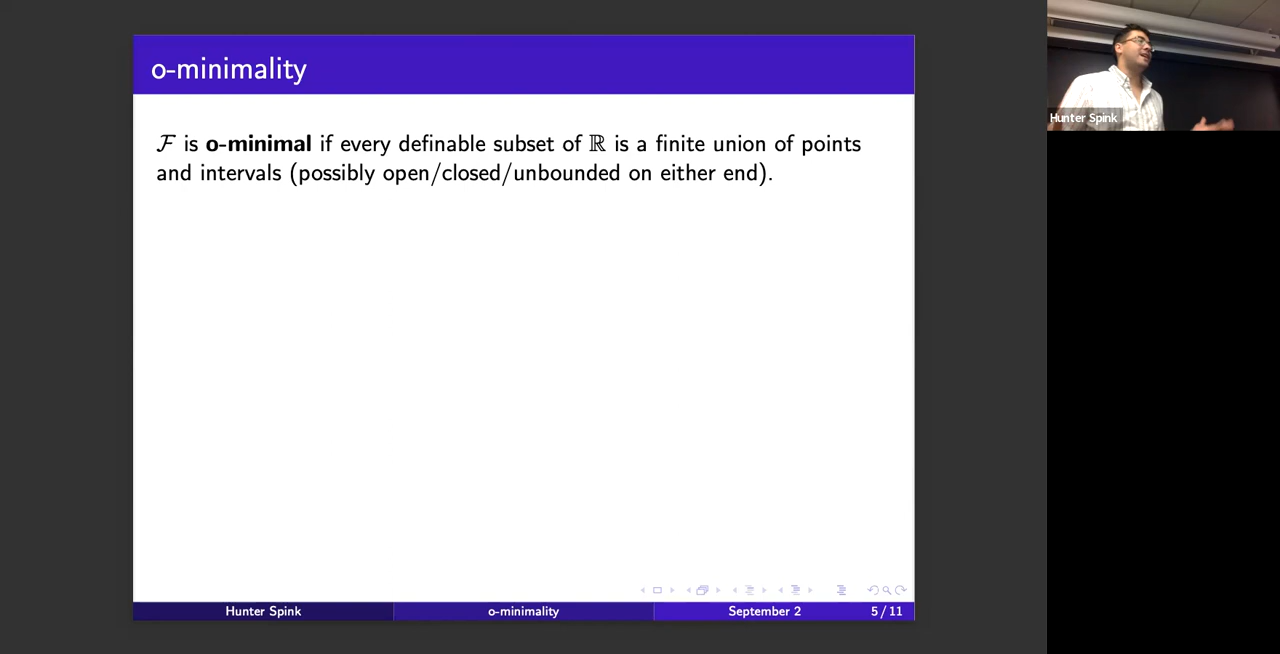 o-minimality
ℱ is o-minimal if every definable subset of ℝ is a finite union of points
and intervals (possibly open/closed/unbounded on either end).
Hunter Spink
Hunter Spink
o-minimality
September 2
5 / 11